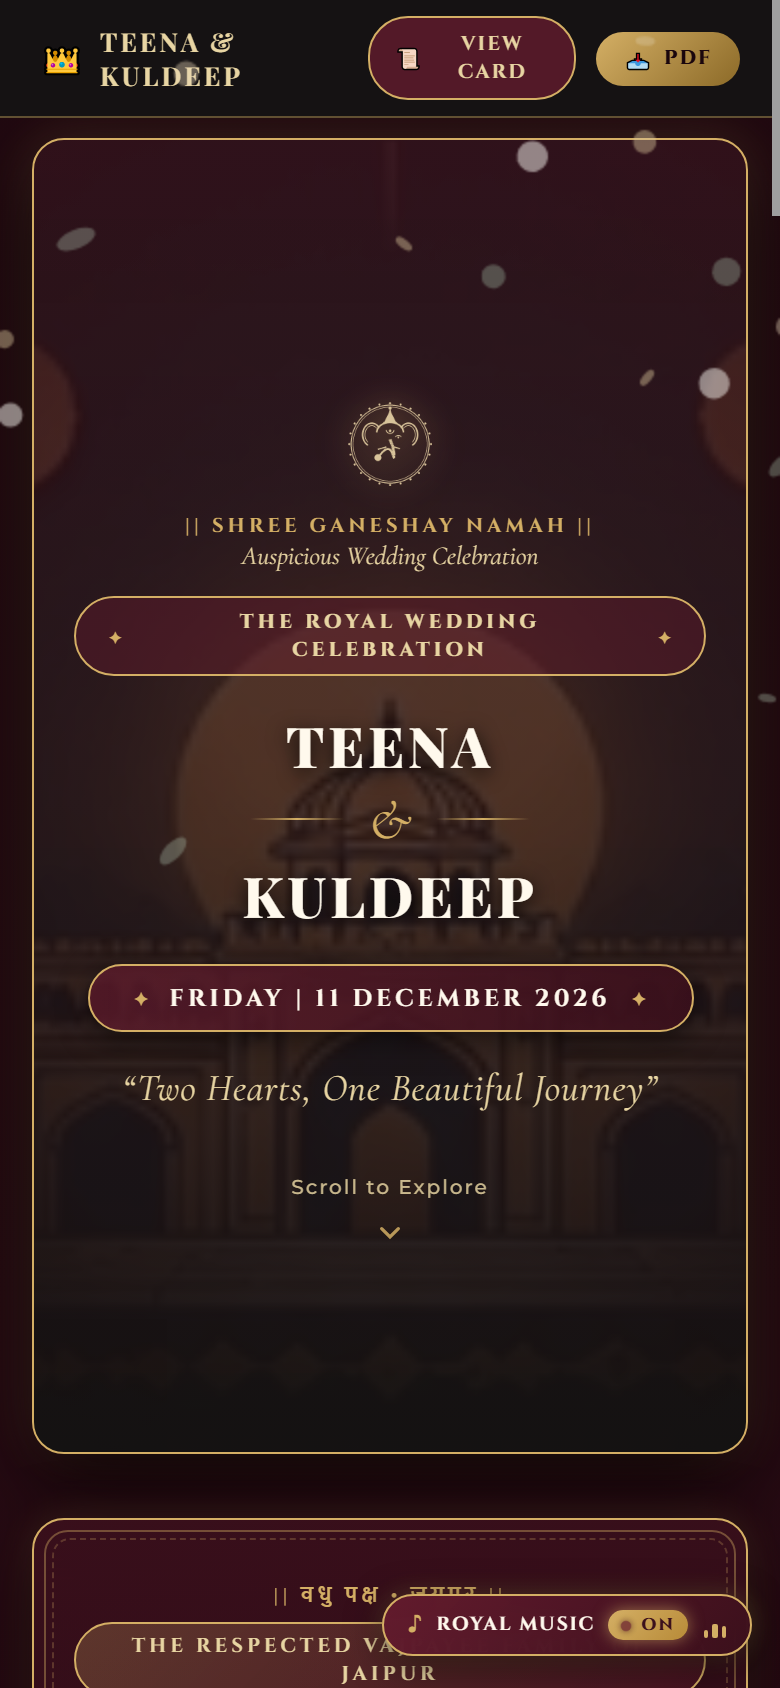 TEENA &
KULDEEP
VIEW
CARD
PDF
|| SHREE GANESHAY NAMAH ||
Auspicious Wedding Celebration
THE ROYAL WEDDING
CELEBRATION
TEENA
&
KULDEEP
FRIDAY | 11 DECEMBER 2026
“Two Hearts, One Beautiful Journey”
Scroll to Explore
|| वधु पक्ष • जयपुर ||
THE RESPECTED
JAIPUR
ROYAL MUSIC ON